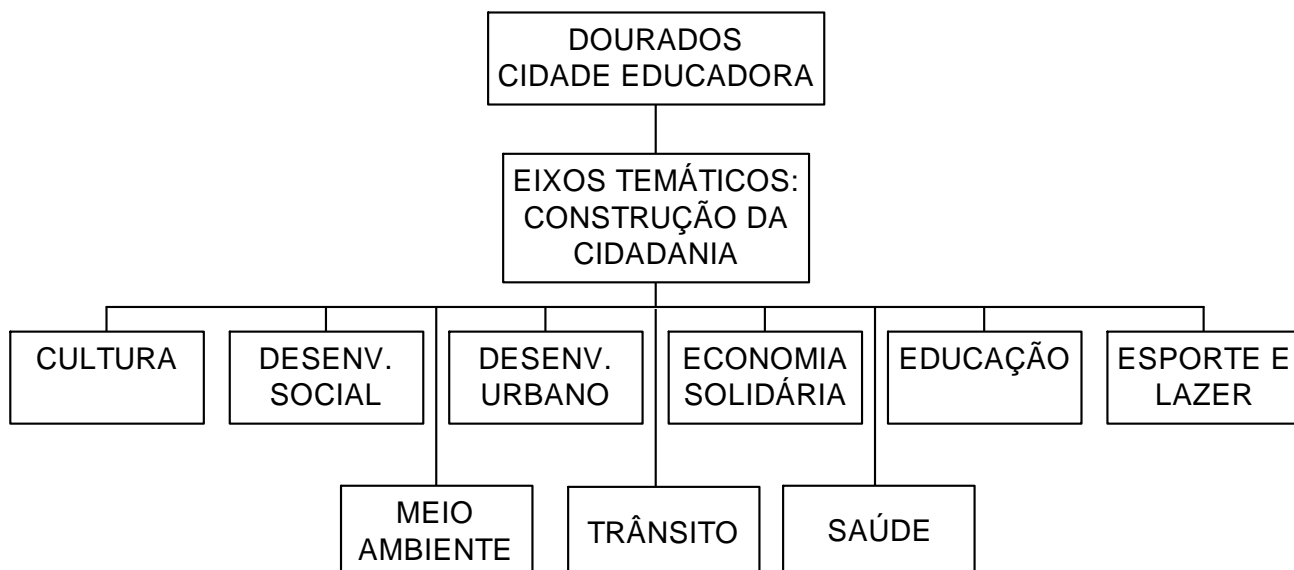 DOURADOS
CIDADE EDUCADORA
EIXOS TEMÁTICOS:
CONSTRUÇÃO DA
CIDADANIA
CULTURA
DESENV.
SOCIAL
DESENV.
URBANO
ECONOMIA
SOLIDÁRIA
EDUCAÇÃO
ESPORTE E
LAZER
MEIO
AMBIENTE
TRÂNSITO
SAÚDE